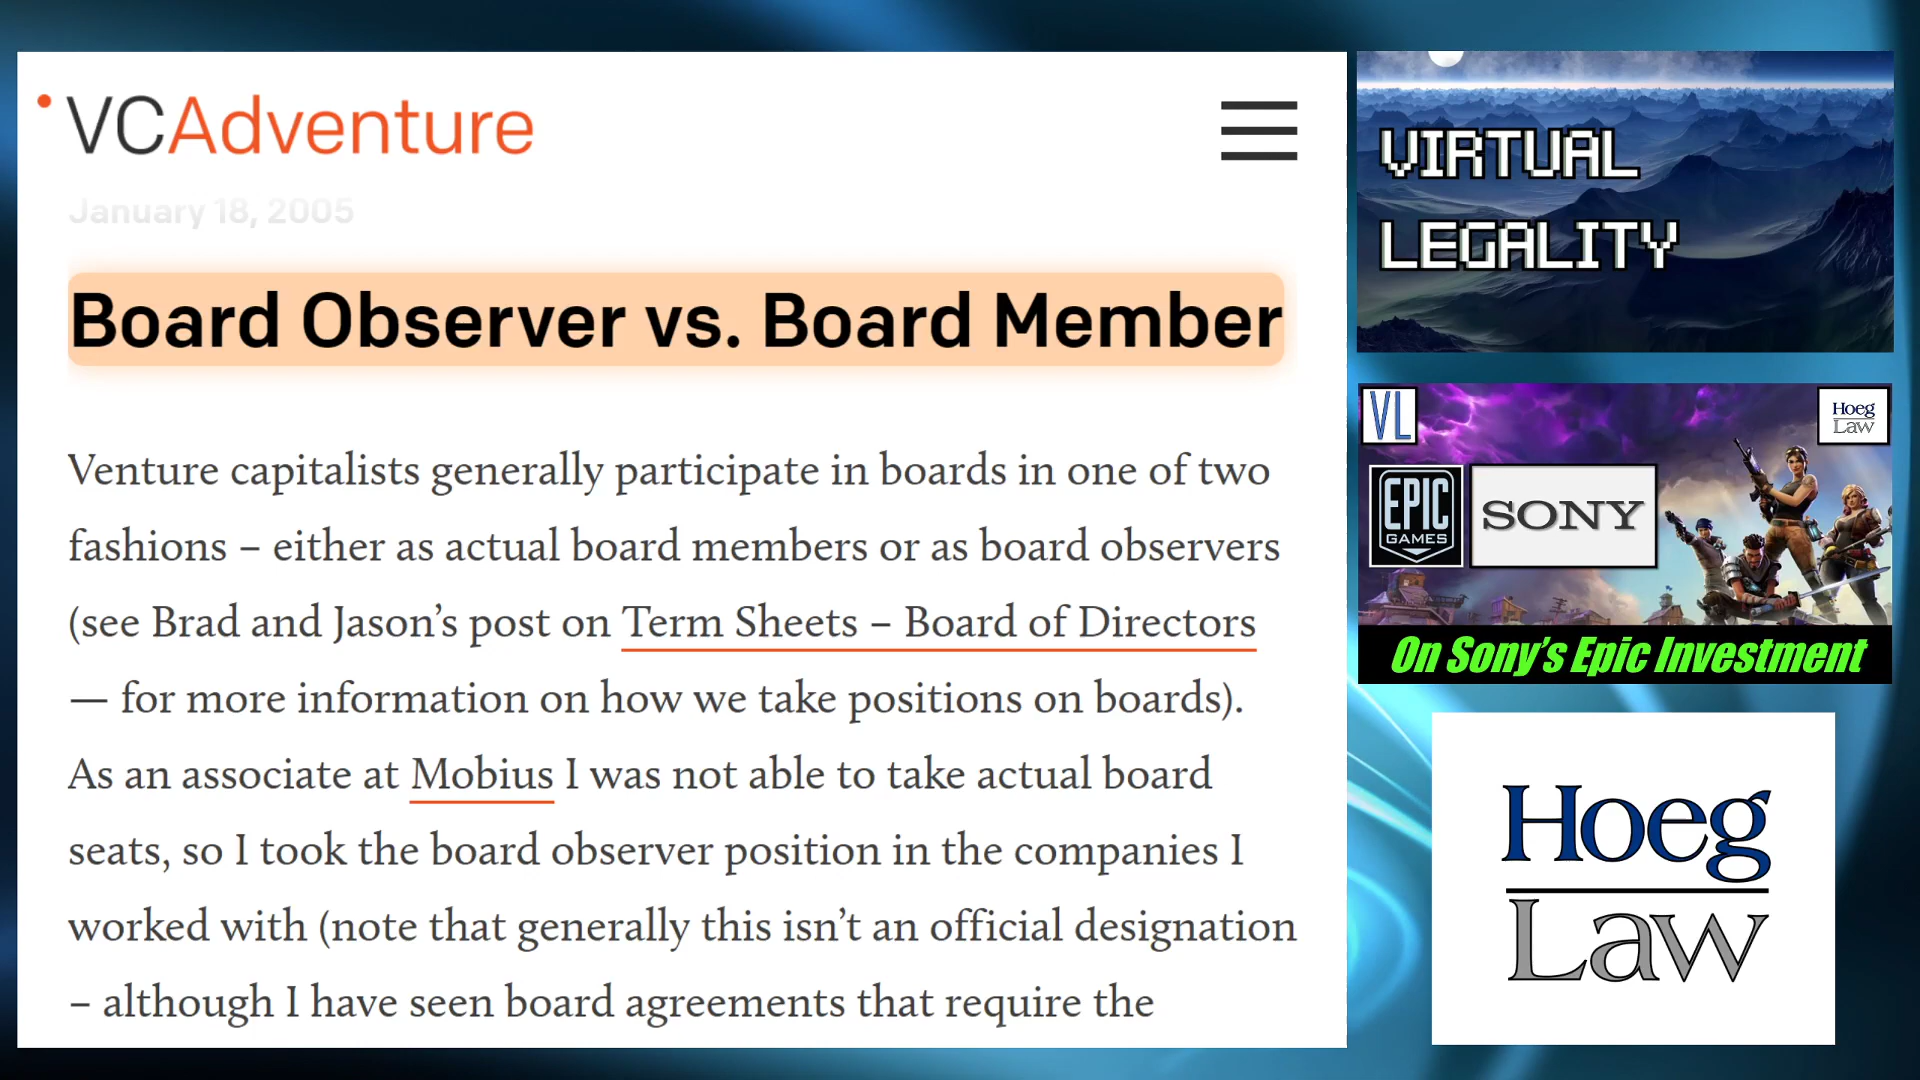 VCAdventure
January 18, 2005
Board Observer vs. Board Member
Venture capitalists generally participate in boards in one of two
fashions – either as actual board members or as board observers
(see Brad and Jason’s post on Term Sheets – Board of Directors
— for more information on how we take positions on boards).
As an associate at Mobius I was not able to take actual board
seats, so I took the board observer position in the companies I
worked with (note that generally this isn’t an official designation
– although I have seen board agreements that require the
VIRTUAL
LEGALITY
VL
Hoeg
Law
EPIC
GAMES
SONY
On Sony's Epic Investment
Hoeg
Law